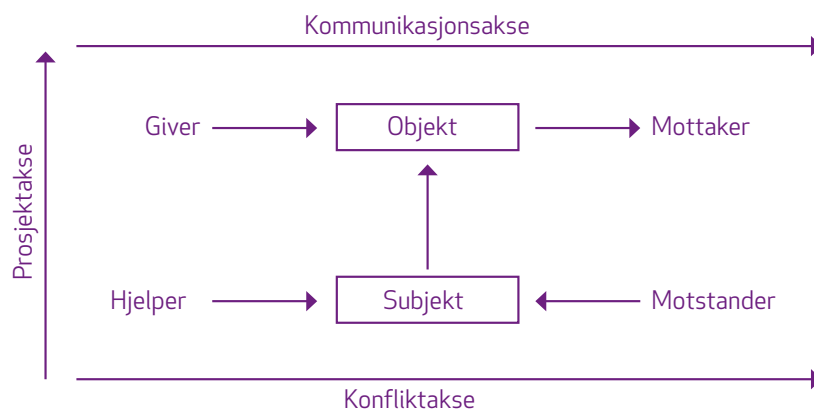 Kommunikasjonsakse
Prosjektakse
Giver
Objekt
Mottaker
Hjelper
Subjekt
Motstander
Konfliktakse